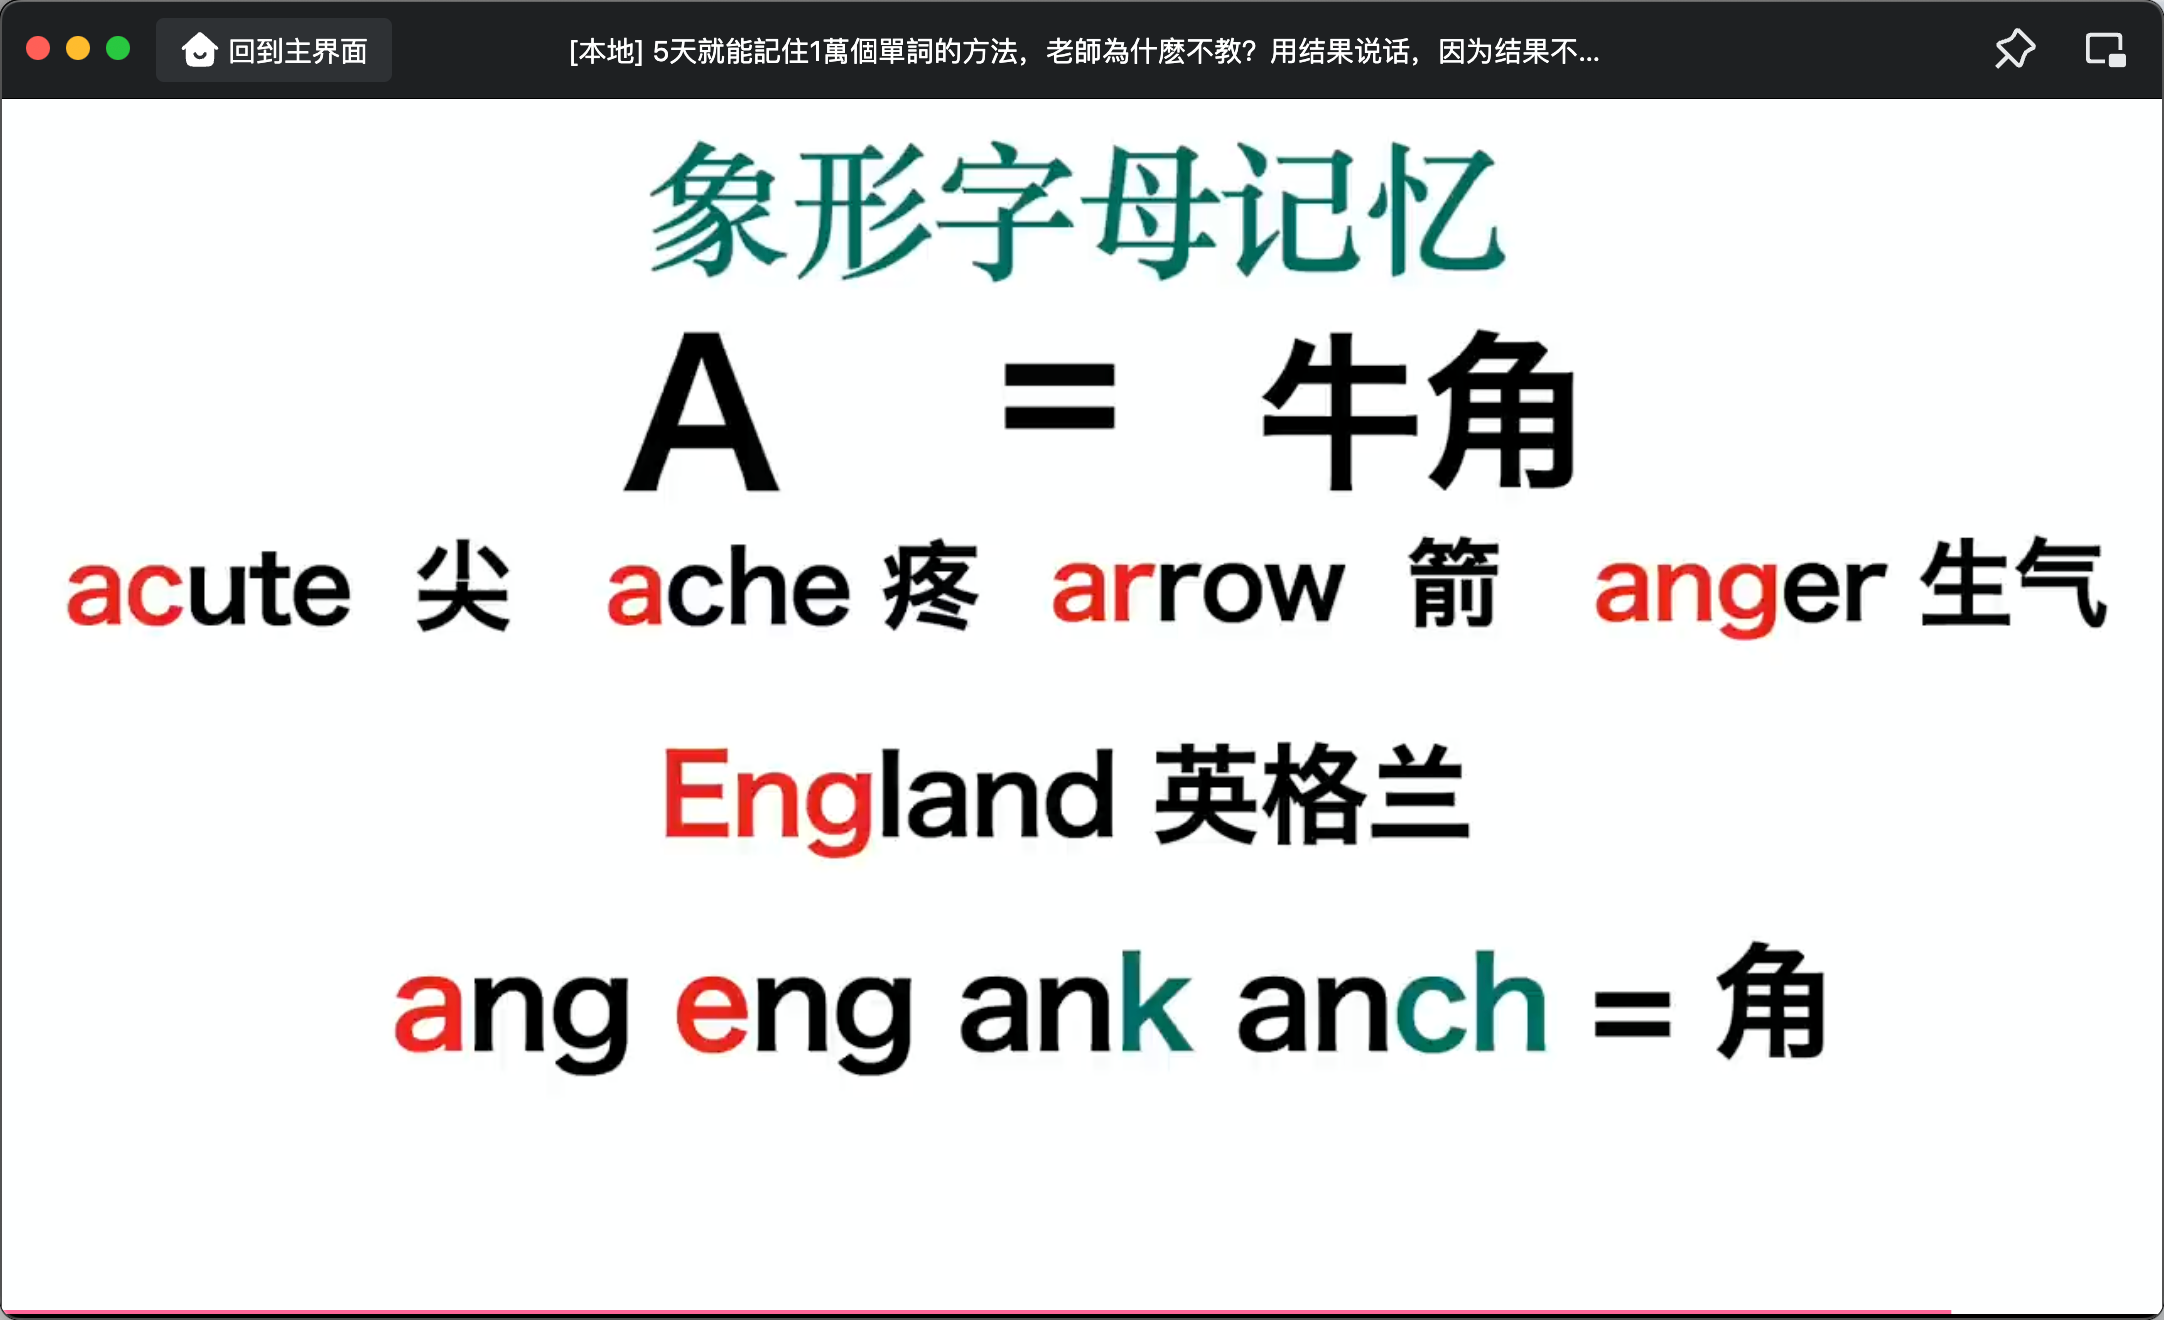 回到主界面 [本地] 5天就能記住1萬個單詞的方法，老師為什麽不教？用结果说话，因为结果不...
象形字母记忆
A = 牛角
acute 尖 ache 疼 arrow 箭 anger 生气
England 英格兰
ang eng ank anch = 角